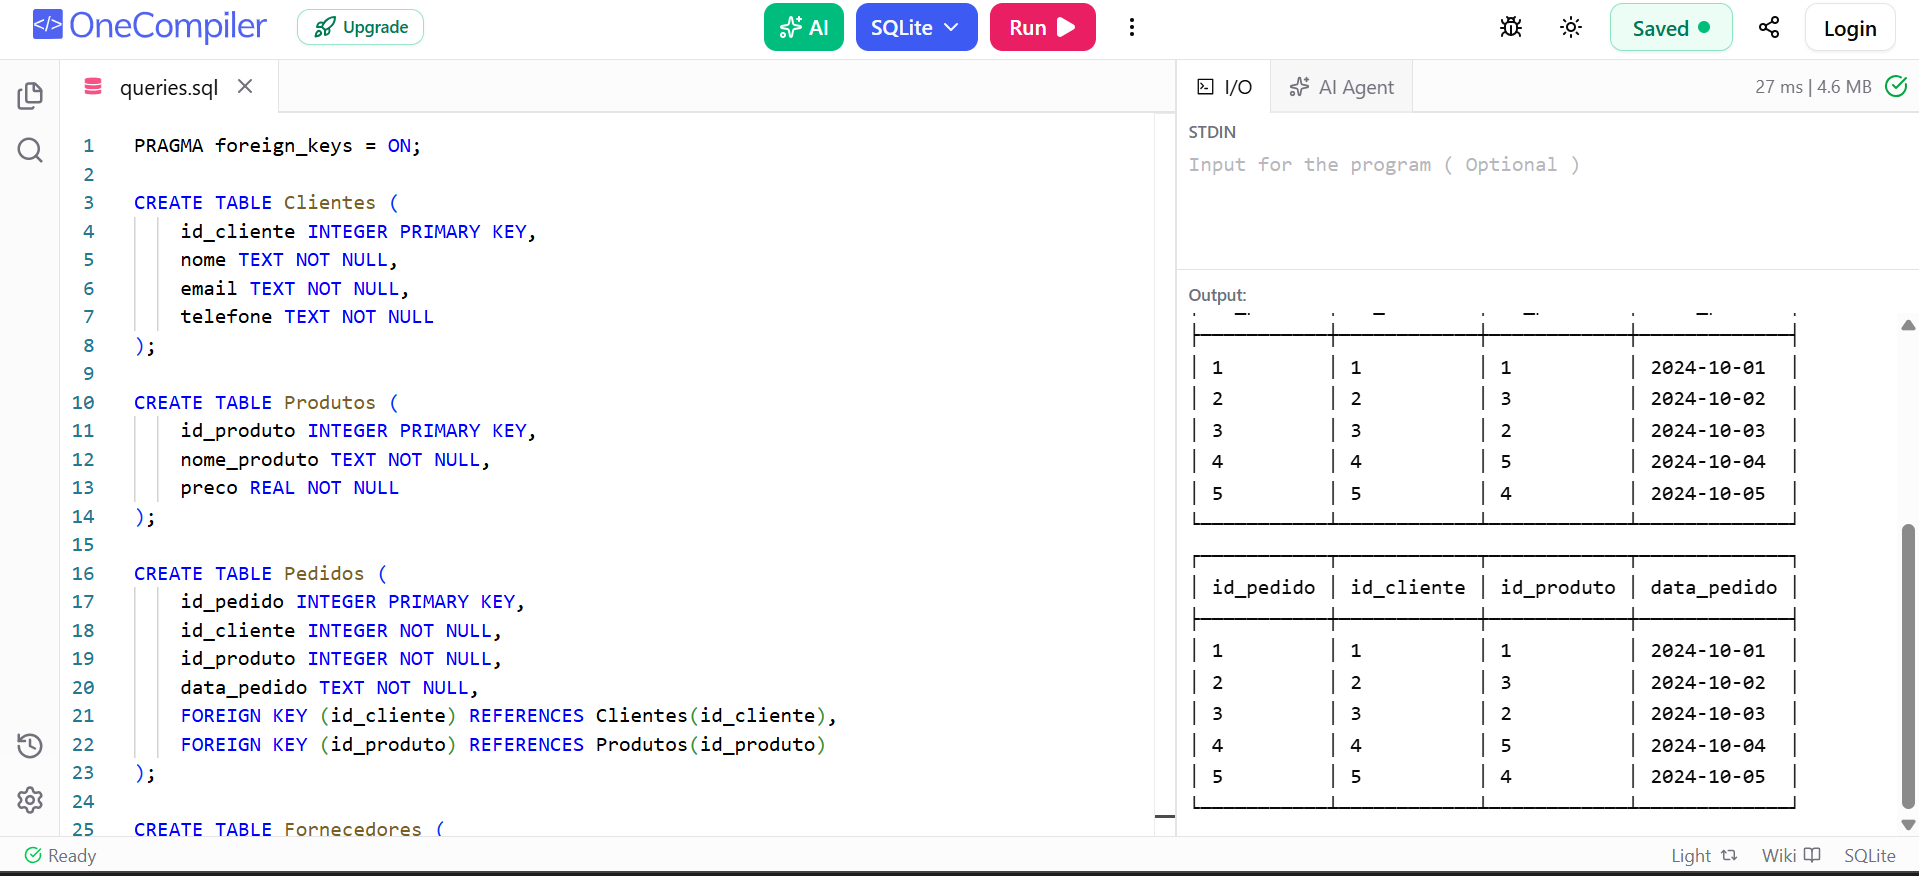 </> OneCompiler
Upgrade
AI
SQLite
Run
Saved
Login
queries.sql
1 PRAGMA foreign_keys = ON;
2
3 CREATE TABLE Clientes (
4 id_cliente INTEGER PRIMARY KEY,
5 nome TEXT NOT NULL,
6 email TEXT NOT NULL,
7 telefone TEXT NOT NULL
8 );
9
10 CREATE TABLE Produtos (
11 id_produto INTEGER PRIMARY KEY,
12 nome_produto TEXT NOT NULL,
13 preco REAL NOT NULL
14 );
15
16 CREATE TABLE Pedidos (
17 id_pedido INTEGER PRIMARY KEY,
18 id_cliente INTEGER NOT NULL,
19 id_produto INTEGER NOT NULL,
20 data_pedido TEXT NOT NULL,
21 FOREIGN KEY (id_cliente) REFERENCES Clientes(id_cliente),
22 FOREIGN KEY (id_produto) REFERENCES Produtos(id_produto)
23 );
24
25 CREATE TABLE Fornecedores (
I/O
AI Agent
27 ms | 4.6 MB
STDIN
Input for the program ( Optional )
Output:
1 1 1 2024-10-01
2 2 3 2024-10-02
3 3 2 2024-10-03
4 4 5 2024-10-04
5 5 4 2024-10-05
id_pedido id_cliente id_produto data_pedido
1 1 1 2024-10-01
2 2 3 2024-10-02
3 3 2 2024-10-03
4 4 5 2024-10-04
5 5 4 2024-10-05
Ready
Light
Wiki
SQLite